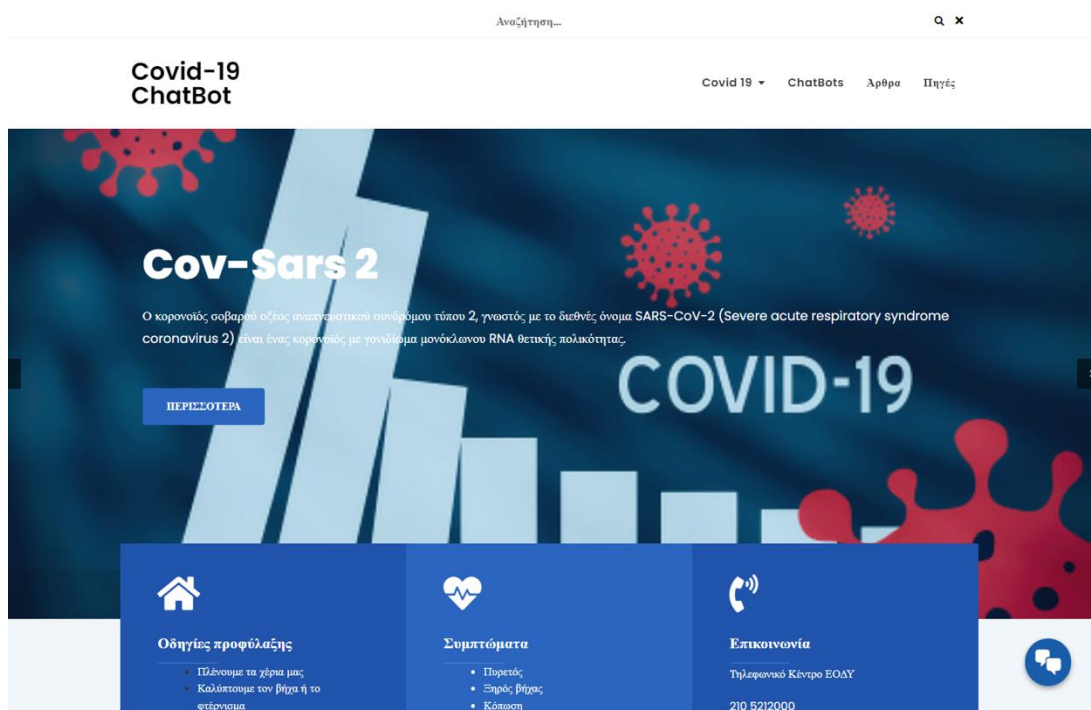 Αναζήτηση...
Covid-19
ChatBot
Covid 19 ChatBots Άρθρα Πηγές
Cov-Sars 2
Ο κορονοϊός σοβαρού οξέος αναπνευστικού συνδρόμου τύπου 2, γνωστός με το διεθνές όνομα SARS-CoV-2 (Severe acute respiratory syndrome
coronavirus 2) είναι ένας κορονοϊός με γονιδίωμα μονόκλωνου RNA θετικής πολικότητας.
COVID-19
ΠΕΡΙΣΣΟΤΕΡΑ
Οδηγίες προφύλαξης
Πλένουμε τα χέρια μας
Καλύπτουμε τον βήχα ή το
φτέρνισμα
Συμπτώματα
Πυρετός
Ξηρός βήχας
Κόπωση
Επικοινωνία
Τηλεφωνικό Κέντρο ΕΟΔΥ
210 5212000